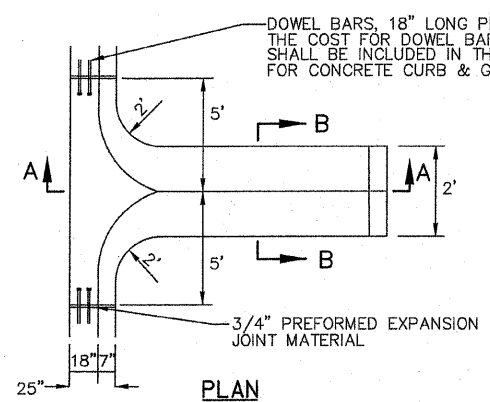 DOWEL BARS, 18" LONG
THE COST FOR DOWEL
SHALL BE INCLUDED IN
FOR CONCRETE CURB &
2'
5'
B
A
A
2'
B
2'
5'
3/4" PREFORMED EXPANSION
JOINT MATERIAL
18" 7"
25"
PLAN